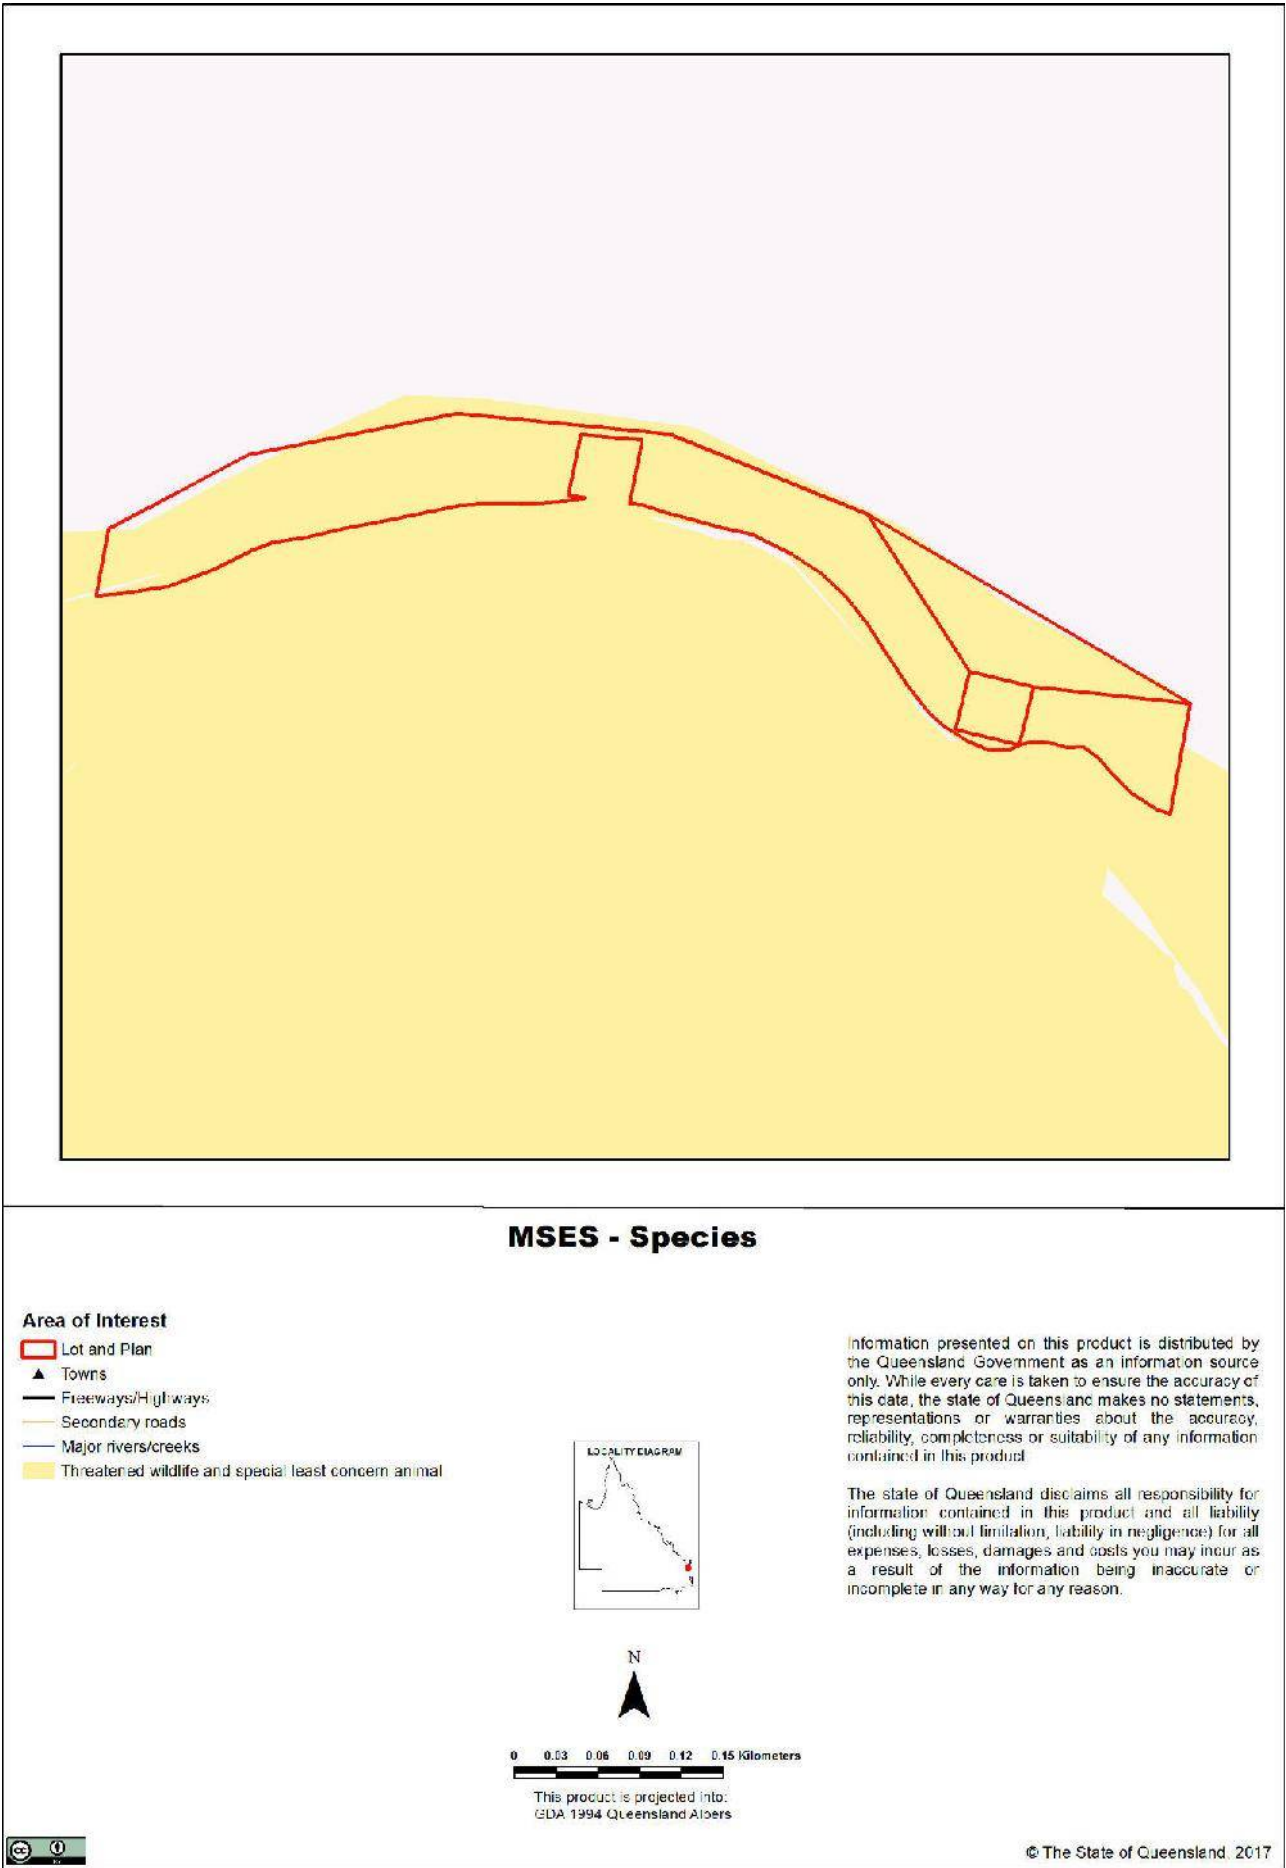 MSES - Species
Area of Interest
Lot and Plan
Towns
Freeways/Highways
Secondary roads
Major rivers/creeks
Threatened wildlife and special least concern animal
LOCALITY DIAGRAM
N
0 0.03 0.06 0.09 0.12 0.15 Kilometers
This product is projected into:
GDA 1994 Queensland Albers
Information presented on this product is distributed by
the Queensland Government as an information source
only. While every care is taken to ensure the accuracy of
this data, the state of Queensland makes no statements,
representations or warranties about the accuracy,
reliability, completeness or suitability of any information
contained in this product
The state of Queensland disclaims all responsibility for
information contained in this product and all liability
(including without limitation, liability in negligence) for all
expenses, losses, damages and costs you may incur as
a result of the information being inaccurate or
incomplete in any way for any reason.
cc
© The State of Queensland, 2017